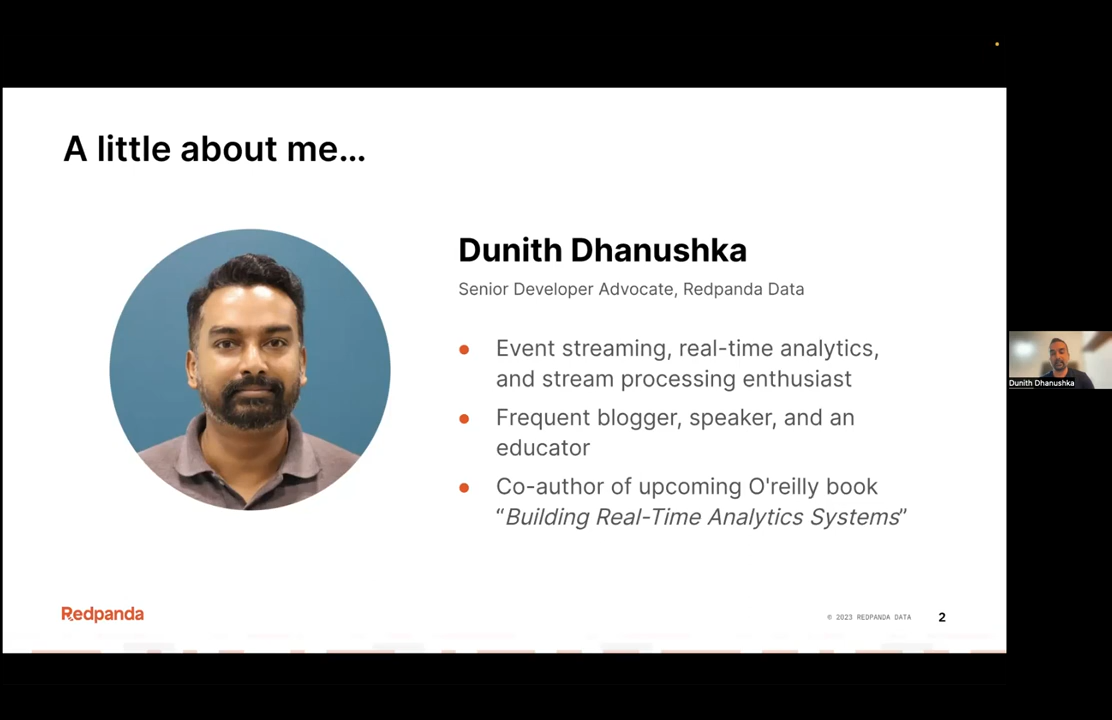 A little about me...
Dunith Dhanushka
Senior Developer Advocate, Redpanda Data
Event streaming, real-time analytics,
and stream processing enthusiast
Frequent blogger, speaker, and an
educator
Co-author of upcoming O'reilly book
“Building Real-Time Analytics Systems”
Redpanda
© 2023 REDPANDA DATA
2
Dunith Dhanushka